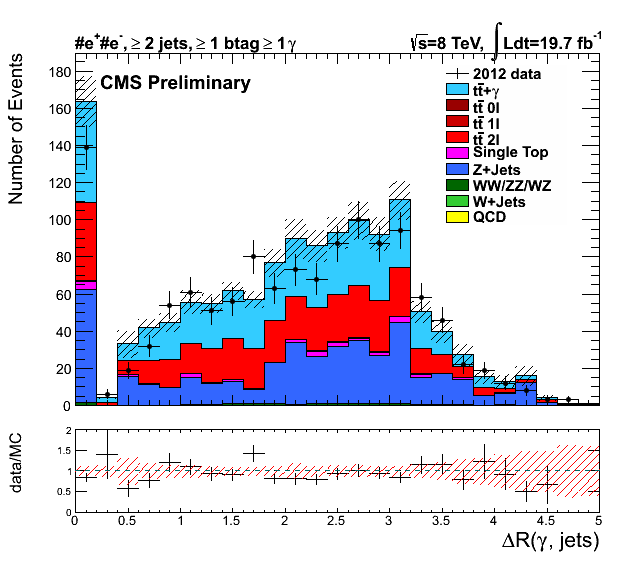 #e⁺#e⁻, ≥ 2 jets, ≥ 1 btag ≥ 1γ
√s=8 TeV, ∫ Ldt=19.7 fb⁻¹
CMS Preliminary
Number of Events
180
160
140
120
100
80
60
40
20
0
2012 data
tt̄+γ
tt̄ 0l
tt̄ 1l
tt̄ 2l
Single Top
Z+Jets
WW/ZZ/WZ
W+Jets
QCD
data/MC
2
1.5
1
0.5
0
0 0.5 1 1.5 2 2.5 3 3.5 4 4.5 5
ΔR(γ, jets)